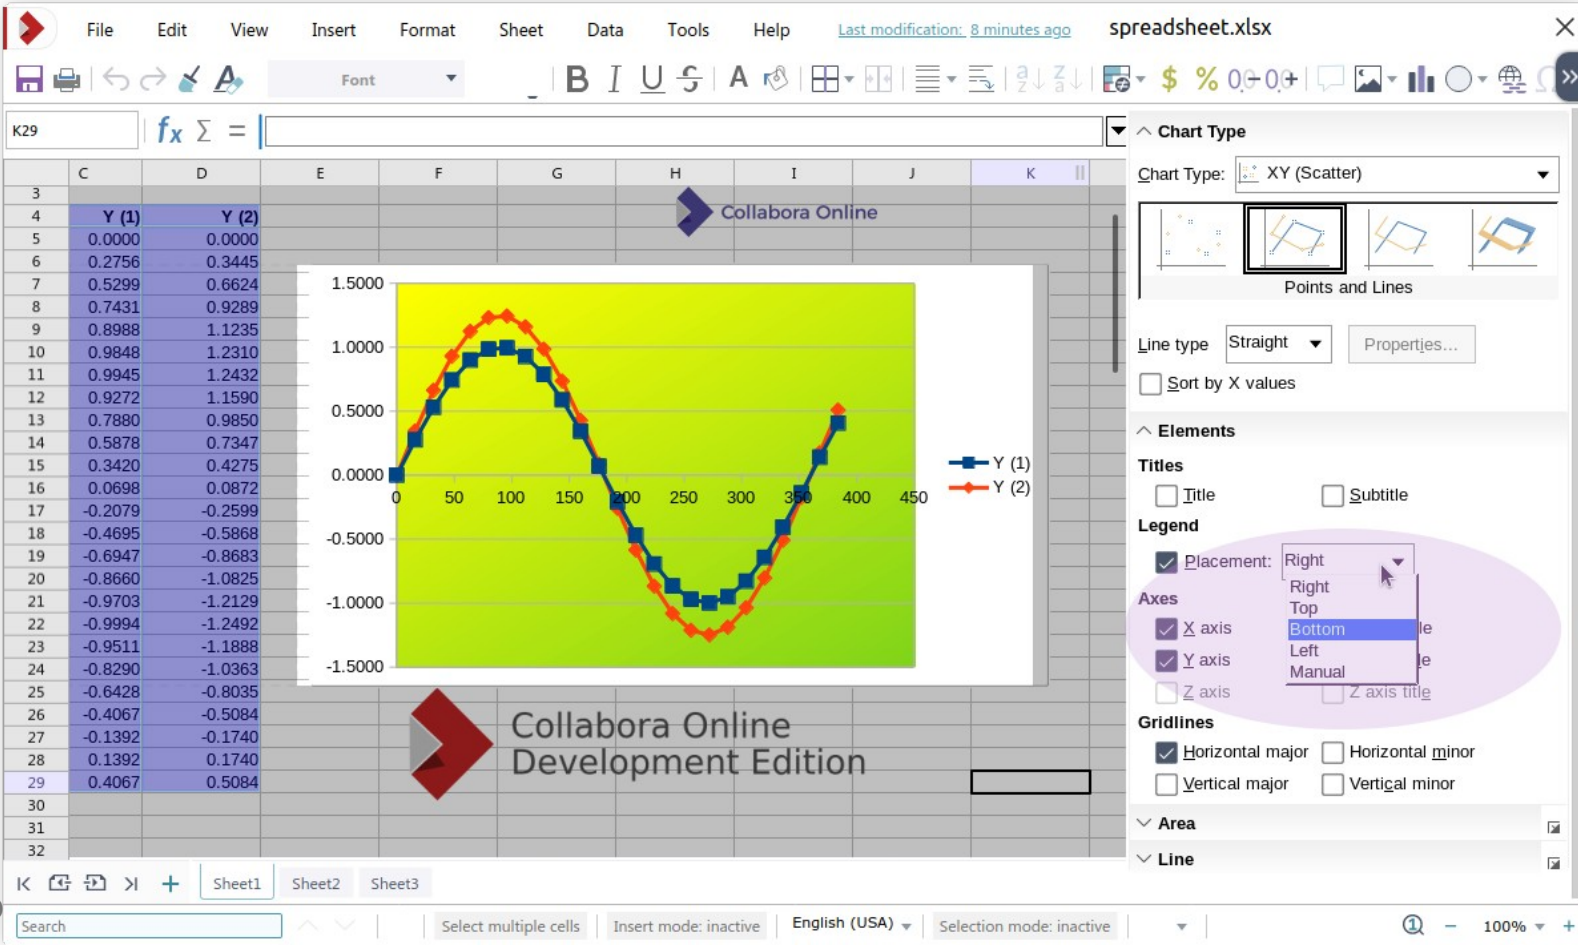 File Edit View Insert Format Sheet Data Tools Help Last modification: 8 minutes ago spreadsheet.xlsx
Font
K29
C D E F G H I J K
3
4 Y (1) Y (2)
5 0.0000 0.0000
6 0.2756 0.3445
7 0.5299 0.6624
8 0.7431 0.9289
9 0.8988 1.1235
10 0.9848 1.2310
11 0.9945 1.2432
12 0.9272 1.1590
13 0.7880 0.9850
14 0.5878 0.7347
15 0.3420 0.4275
16 0.0698 0.0872
17 -0.2079 -0.2599
18 -0.4695 -0.5868
19 -0.6947 -0.8683
20 -0.8660 -1.0825
21 -0.9703 -1.2129
22 -0.9994 -1.2492
23 -0.9511 -1.1888
24 -0.8290 -1.0363
25 -0.6428 -0.8035
26 -0.4067 -0.5084
27 -0.1392 -0.1740
28 0.1392 0.1740
29 0.4067 0.5084
30
31
32
Collabora Online
1.5000
1.0000
0.5000
0.0000
0 50 100 150 200 250 300 350 400 450
-0.5000
-1.0000
-1.5000
Y (1)
Y (2)
Collabora Online
Development Edition
Chart Type
Chart Type: XY (Scatter)
Points and Lines
Line type Straight Properties...
Sort by X values
Elements
Titles
Title Subtitle
Legend
Placement: Right
Right
Top
Bottom
Left
Manual
Axes
X axis le
Y axis le
Z axis Z axis title
Gridlines
Horizontal major Horizontal minor
Vertical major Vertical minor
Area
Line
Sheet1 Sheet2 Sheet3
Search Select multiple cells Insert mode: inactive English (USA) Selection mode: inactive 100%